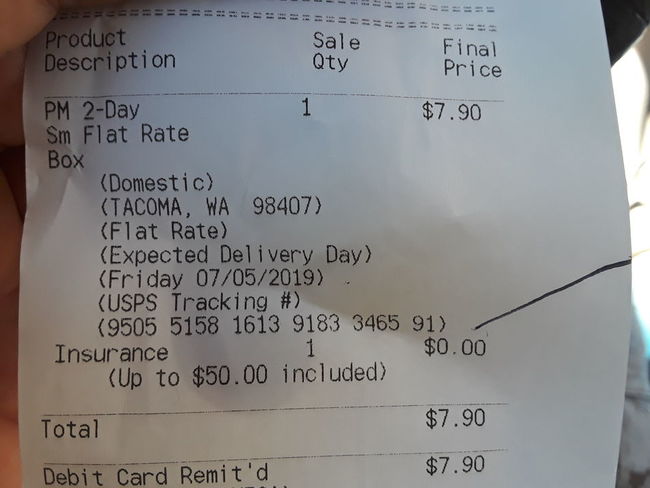 Product Sale Final
Description Qty Price
PM 2-Day 1 $7.90
Sm Flat Rate
Box
(Domestic)
(TACOMA, WA 98407)
(Flat Rate)
(Expected Delivery Day)
(Friday 07/05/2019)
(USPS Tracking #)
(9505 5158 1613 9183 3465 91)
Insurance 1 $0.00
(Up to $50.00 included)
Total $7.90
Debit Card Remit'd $7.90